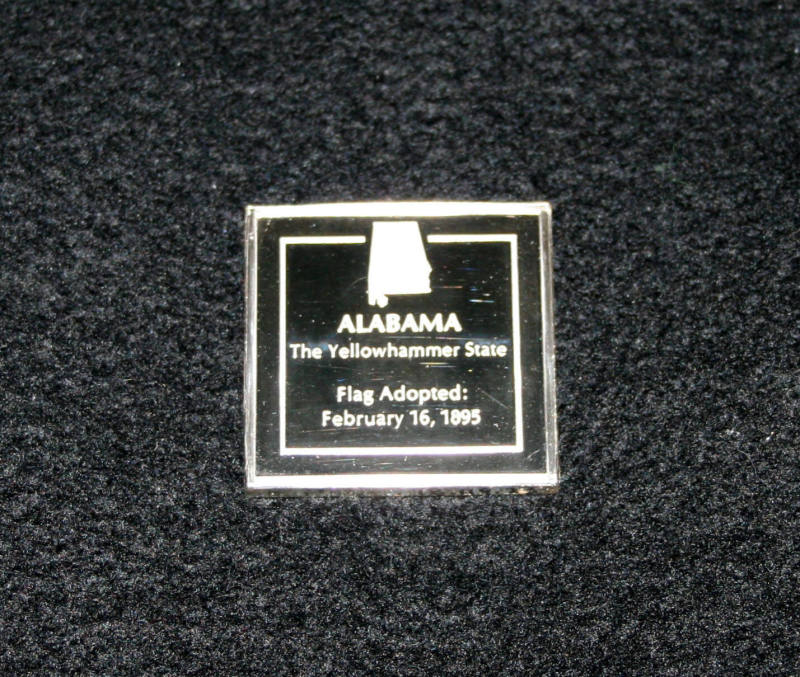 ALABAMA
The Yellowhammer State
Flag Adopted:
February 16, 1895